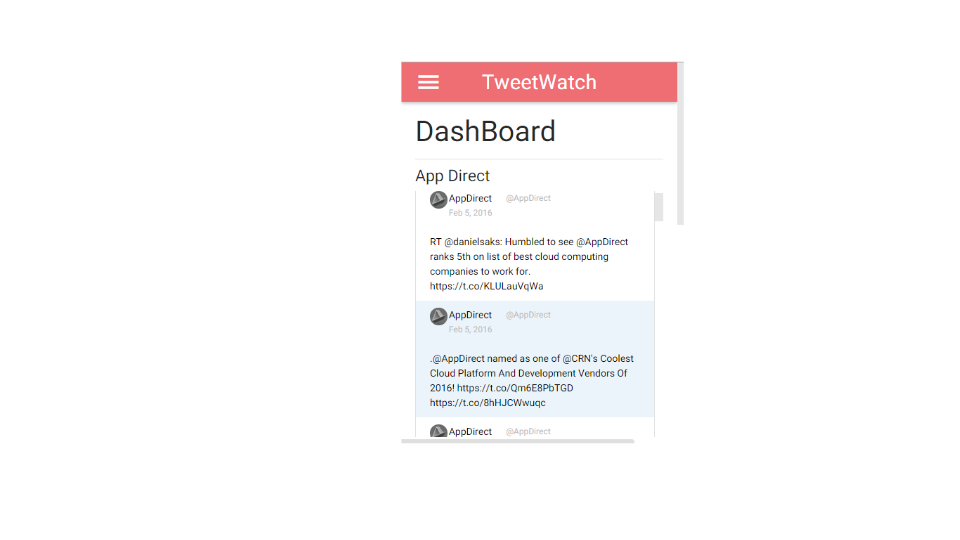 TweetWatch
DashBoard
App Direct
AppDirect @AppDirect
Feb 5, 2016
RT @danielsaks: Humbled to see @AppDirect
ranks 5th on list of best cloud computing
companies to work for.
https://t.co/KLULauVqWa
AppDirect @AppDirect
Feb 5, 2016
.@AppDirect named as one of @CRN's Coolest
Cloud Platform And Development Vendors Of
2016! https://t.co/Qm6E8PbTGD
https://t.co/8hHJCWwuqc
AppDirect @AppDirect